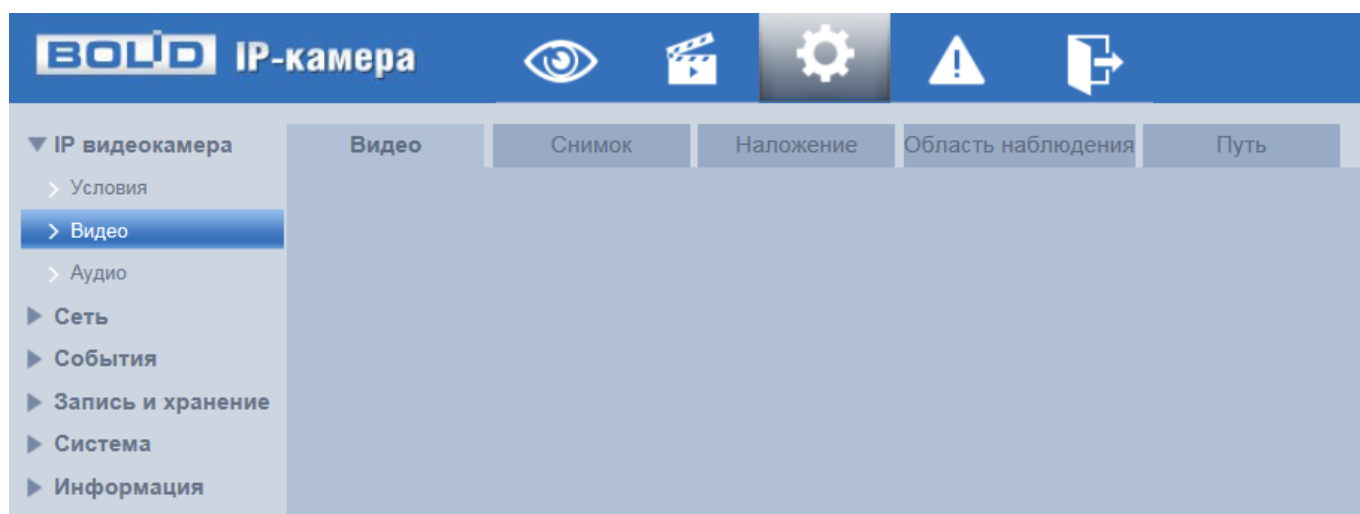 BOLID IP-камера
IP видеокамера
Видео
Снимок
Наложение
Область наблюдения
Путь
Условия
Видео
Аудио
Сеть
События
Запись и хранение
Система
Информация